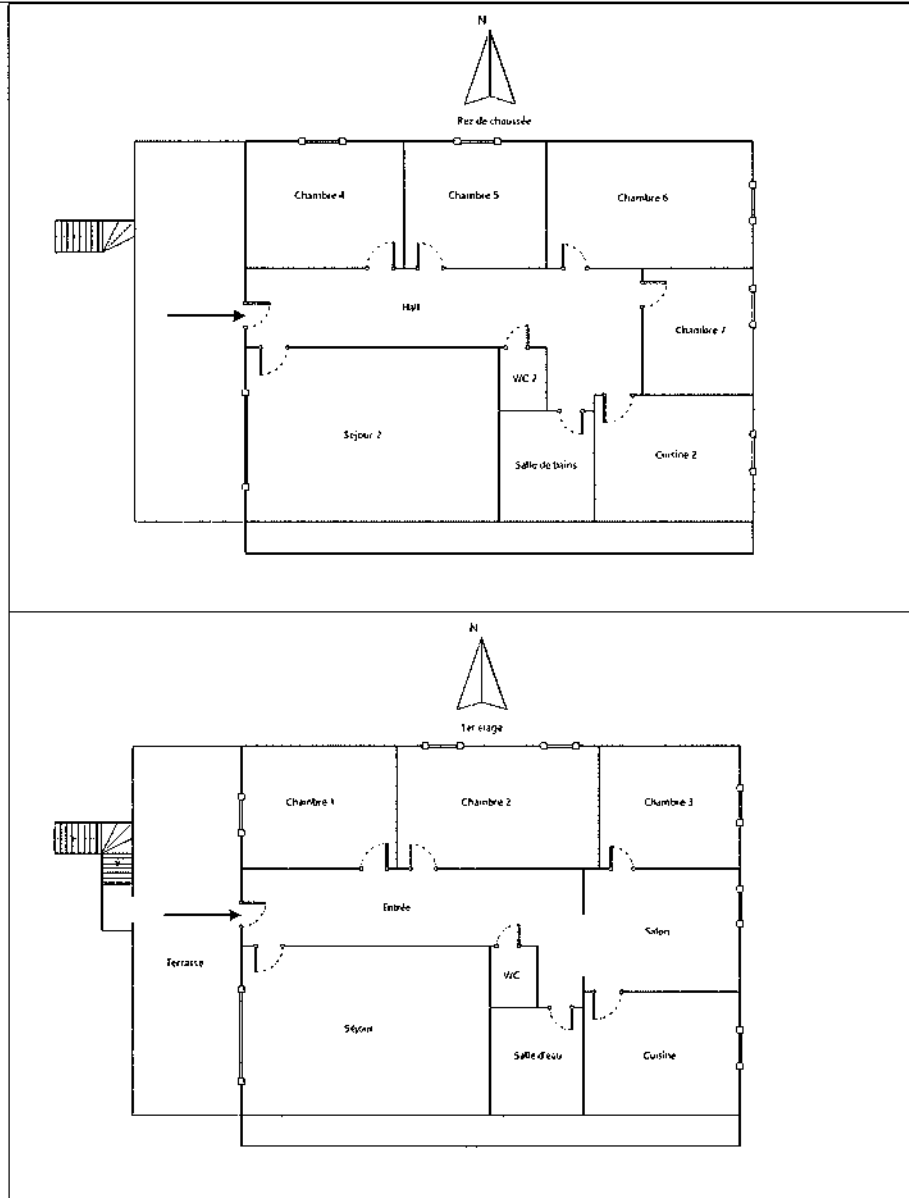 N
Rez de chaussée
Chambre 4
Chambre 5
Chambre 6
Hall
Chambre 7
WC 2
Séjour 2
Salle de bains
Cuisine 2
N
1er étage
Chambre 1
Chambre 2
Chambre 3
Entrée
Salon
Terrasse
WC
Séjour
Salle d'eau
Cuisine